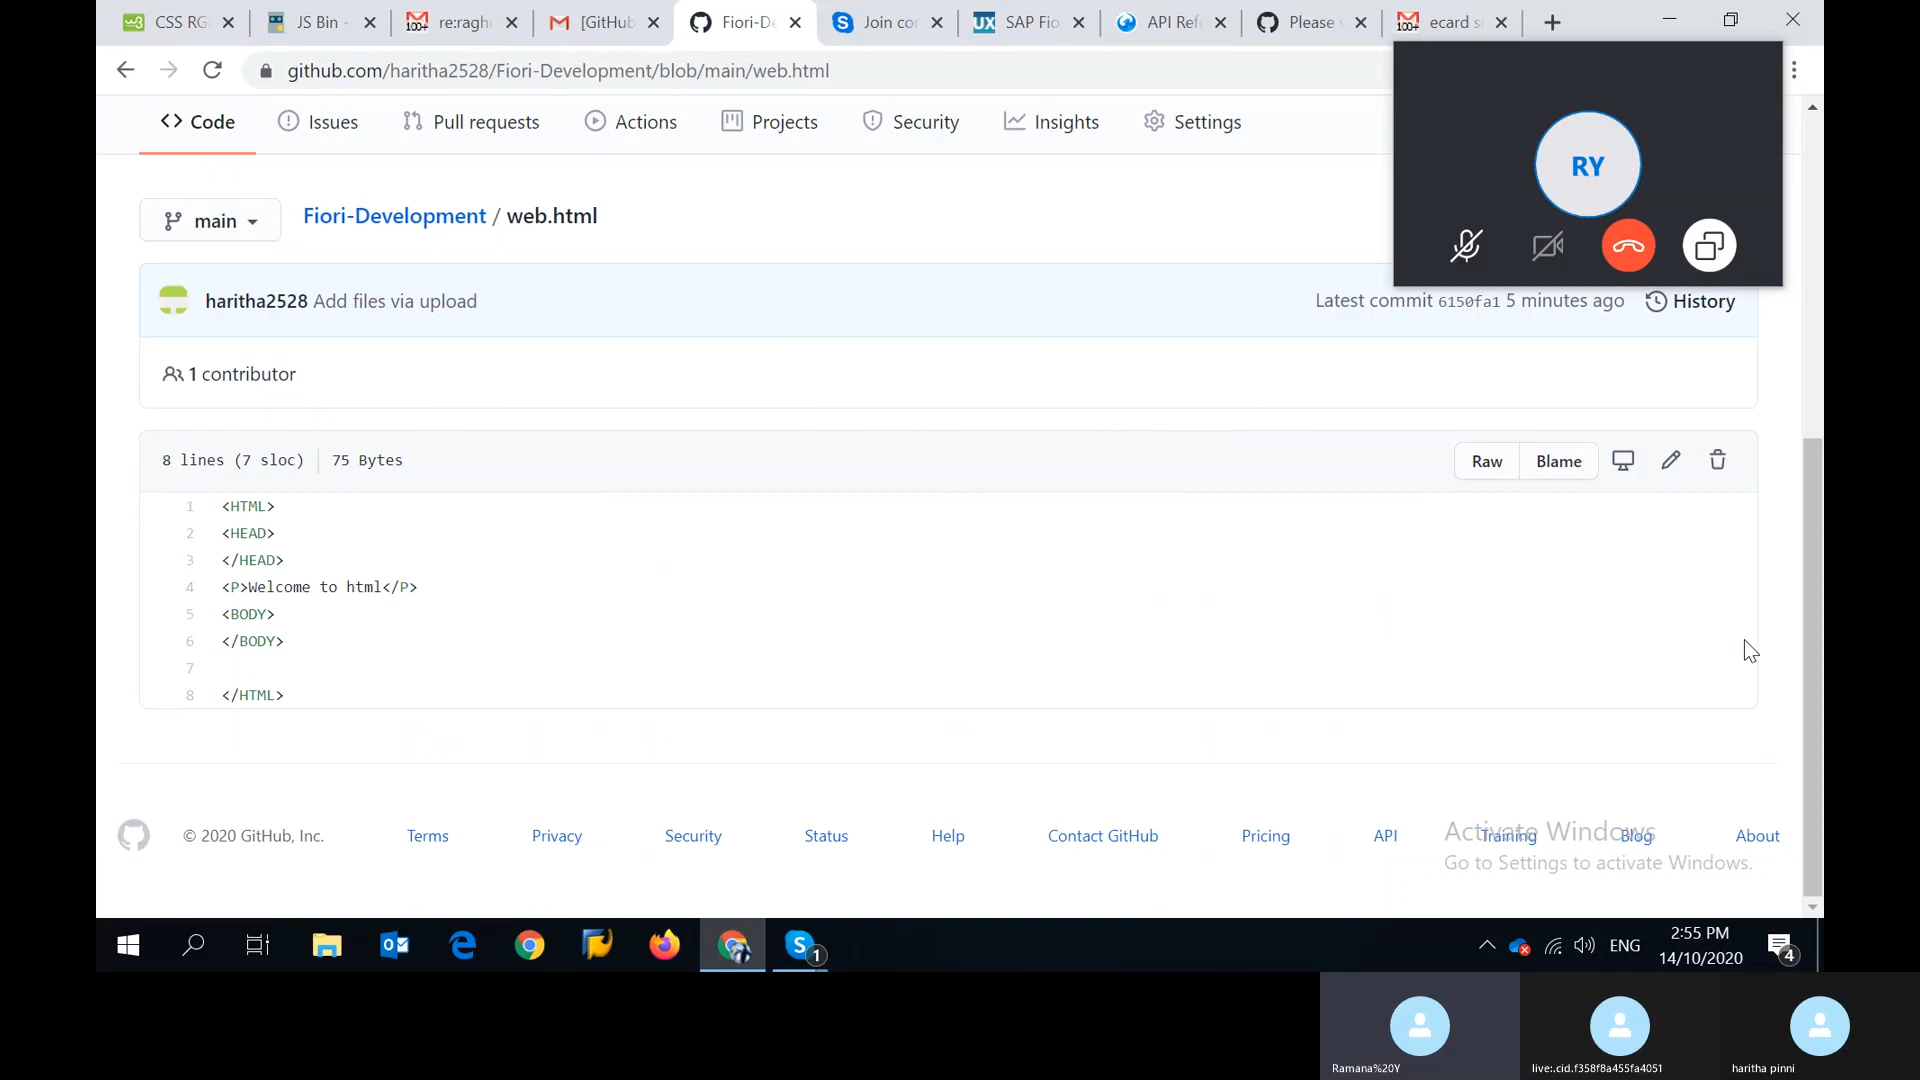 CSS RG
JS Bin -
re:raghu
[GitHub
Fiori-De
Join co
SAP Fio
API Ref
Please
ecard s
github.com/haritha2528/Fiori-Development/blob/main/web.html
RY
Code
Issues
Pull requests
Actions
Projects
Security
Insights
Settings
main
Fiori-Development / web.html
haritha2528 Add files via upload
Latest commit 6150fa1 5 minutes ago
History
1 contributor
8 lines (7 sloc)
75 Bytes
Raw
Blame
1 <HTML>
2 <HEAD>
3 </HEAD>
4 <P>Welcome to html</P>
5 <BODY>
6 </BODY>
7
8 </HTML>
© 2020 GitHub, Inc.
Terms
Privacy
Security
Status
Help
Contact GitHub
Pricing
API
Training
Blog
About
Activate Windows
Go to Settings to activate Windows.
1
ENG
2:55 PM
14/10/2020
4
Ramana%20Y
live:.cid.f358f8a455fa4051
haritha pinni